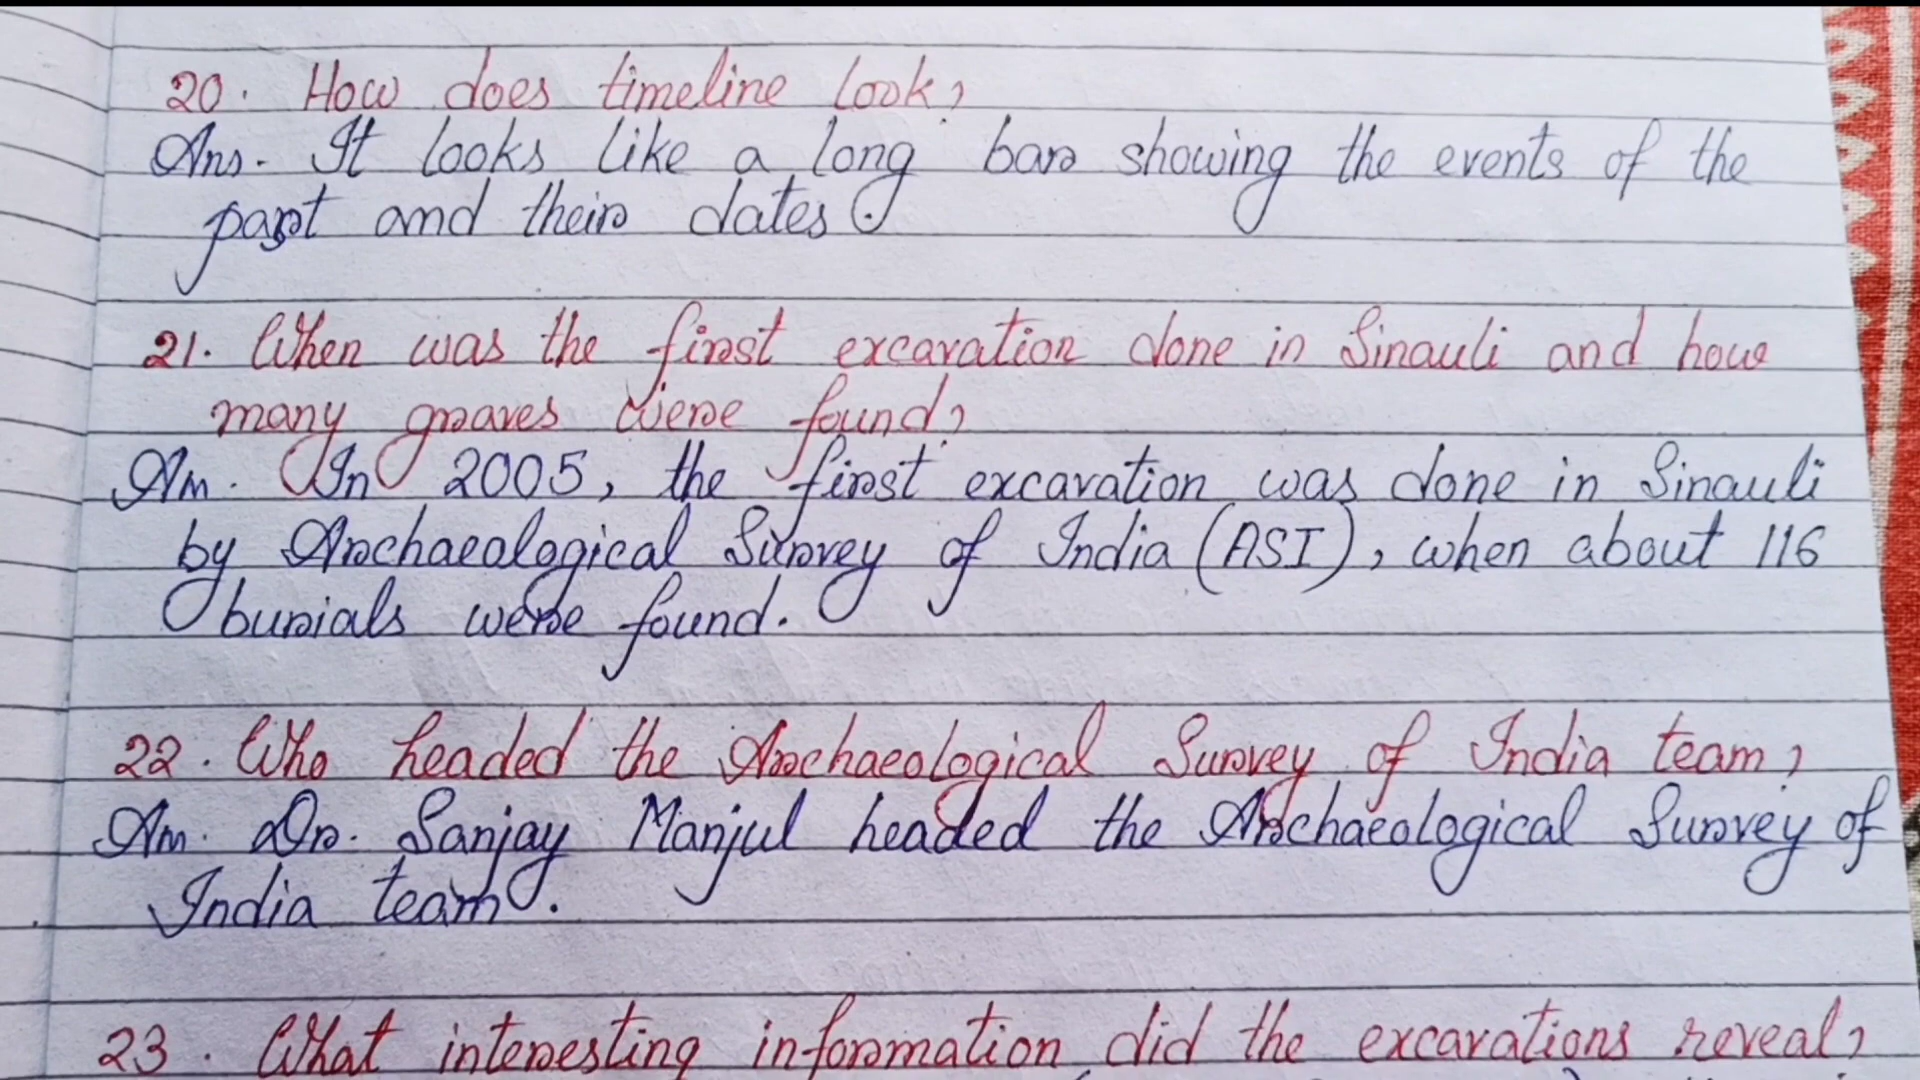 20. How does timeline look?
Ans. It looks like a long bar showing the events of the
past and their dates.
21. When was the first excavation done in Sinauli and how
many graves were found?
Ans. In 2005, the first excavation was done in Sinauli
by Archaeological Survey of India (ASI), when about 116
burials were found.
22. Who headed the Archaeological Survey of India team?
Ans. Dr. Sanjay Manjul headed the Archaeological Survey of
India team.
23. What interesting information did the excavations reveal?